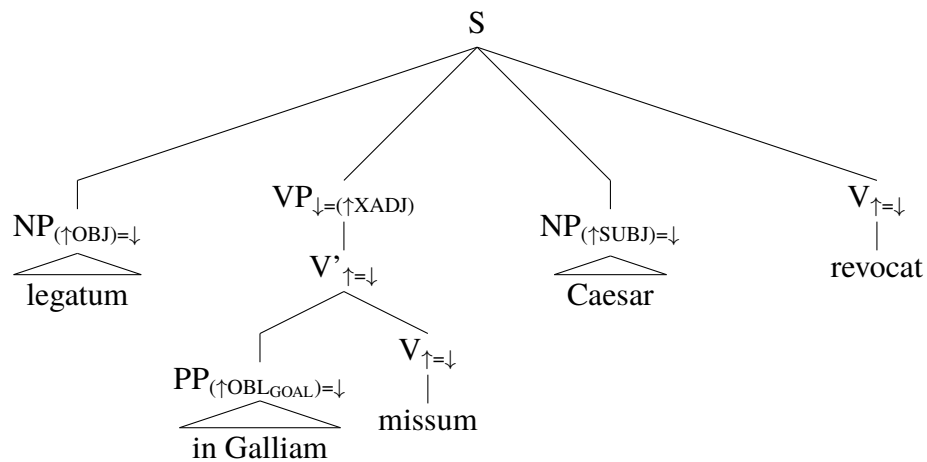 S
NP(↑OBJ)=↓ VP↓=(↑XADJ) NP(↑SUBJ)=↓ V↑=↓
legatum V’↑=↓ Caesar revocat
PP(↑OBLGOAL)=↓ V↑=↓
in Galliam missum